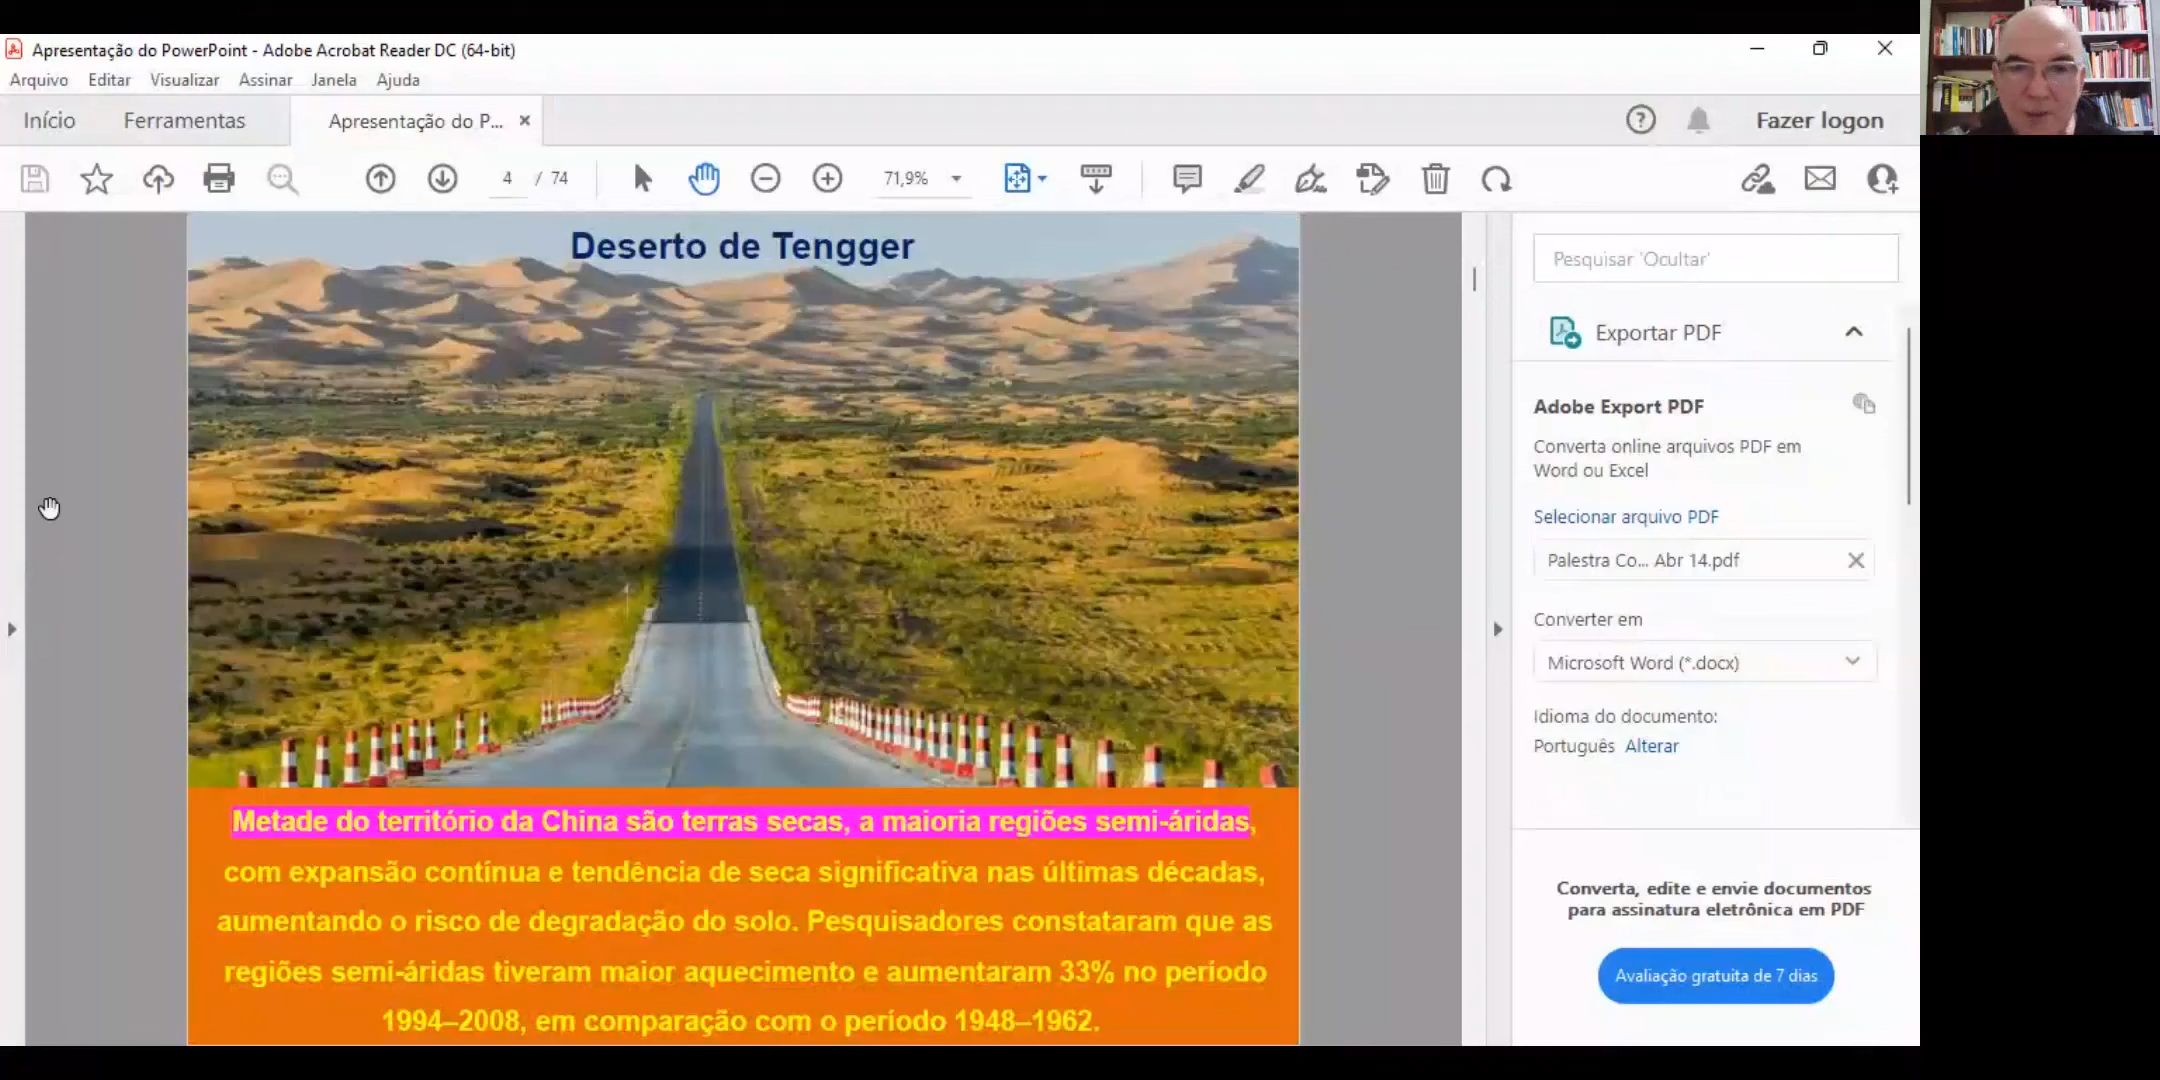 Apresentação do PowerPoint - Adobe Acrobat Reader DC (64-bit)
Arquivo Editar Visualizar Assinar Janela Ajuda
Início Ferramentas Apresentação do P... Fazer logon
4 / 74 71,9%
Deserto de Tengger
Metade do território da China são terras secas, a maioria regiões semi-áridas,
com expansão contínua e tendência de seca significativa nas últimas décadas,
aumentando o risco de degradação do solo. Pesquisadores constataram que as
regiões semi-áridas tiveram maior aquecimento e aumentaram 33% no período
1994–2008, em comparação com o período 1948–1962.
Pesquisar 'Ocultar'
Exportar PDF
Adobe Export PDF
Converta online arquivos PDF em
Word ou Excel
Selecionar arquivo PDF
Palestra Co... Abr 14.pdf
Converter em
Microsoft Word (*.docx)
Idioma do documento:
Português Alterar
Converta, edite e envie documentos
para assinatura eletrônica em PDF
Avaliação gratuita de 7 dias